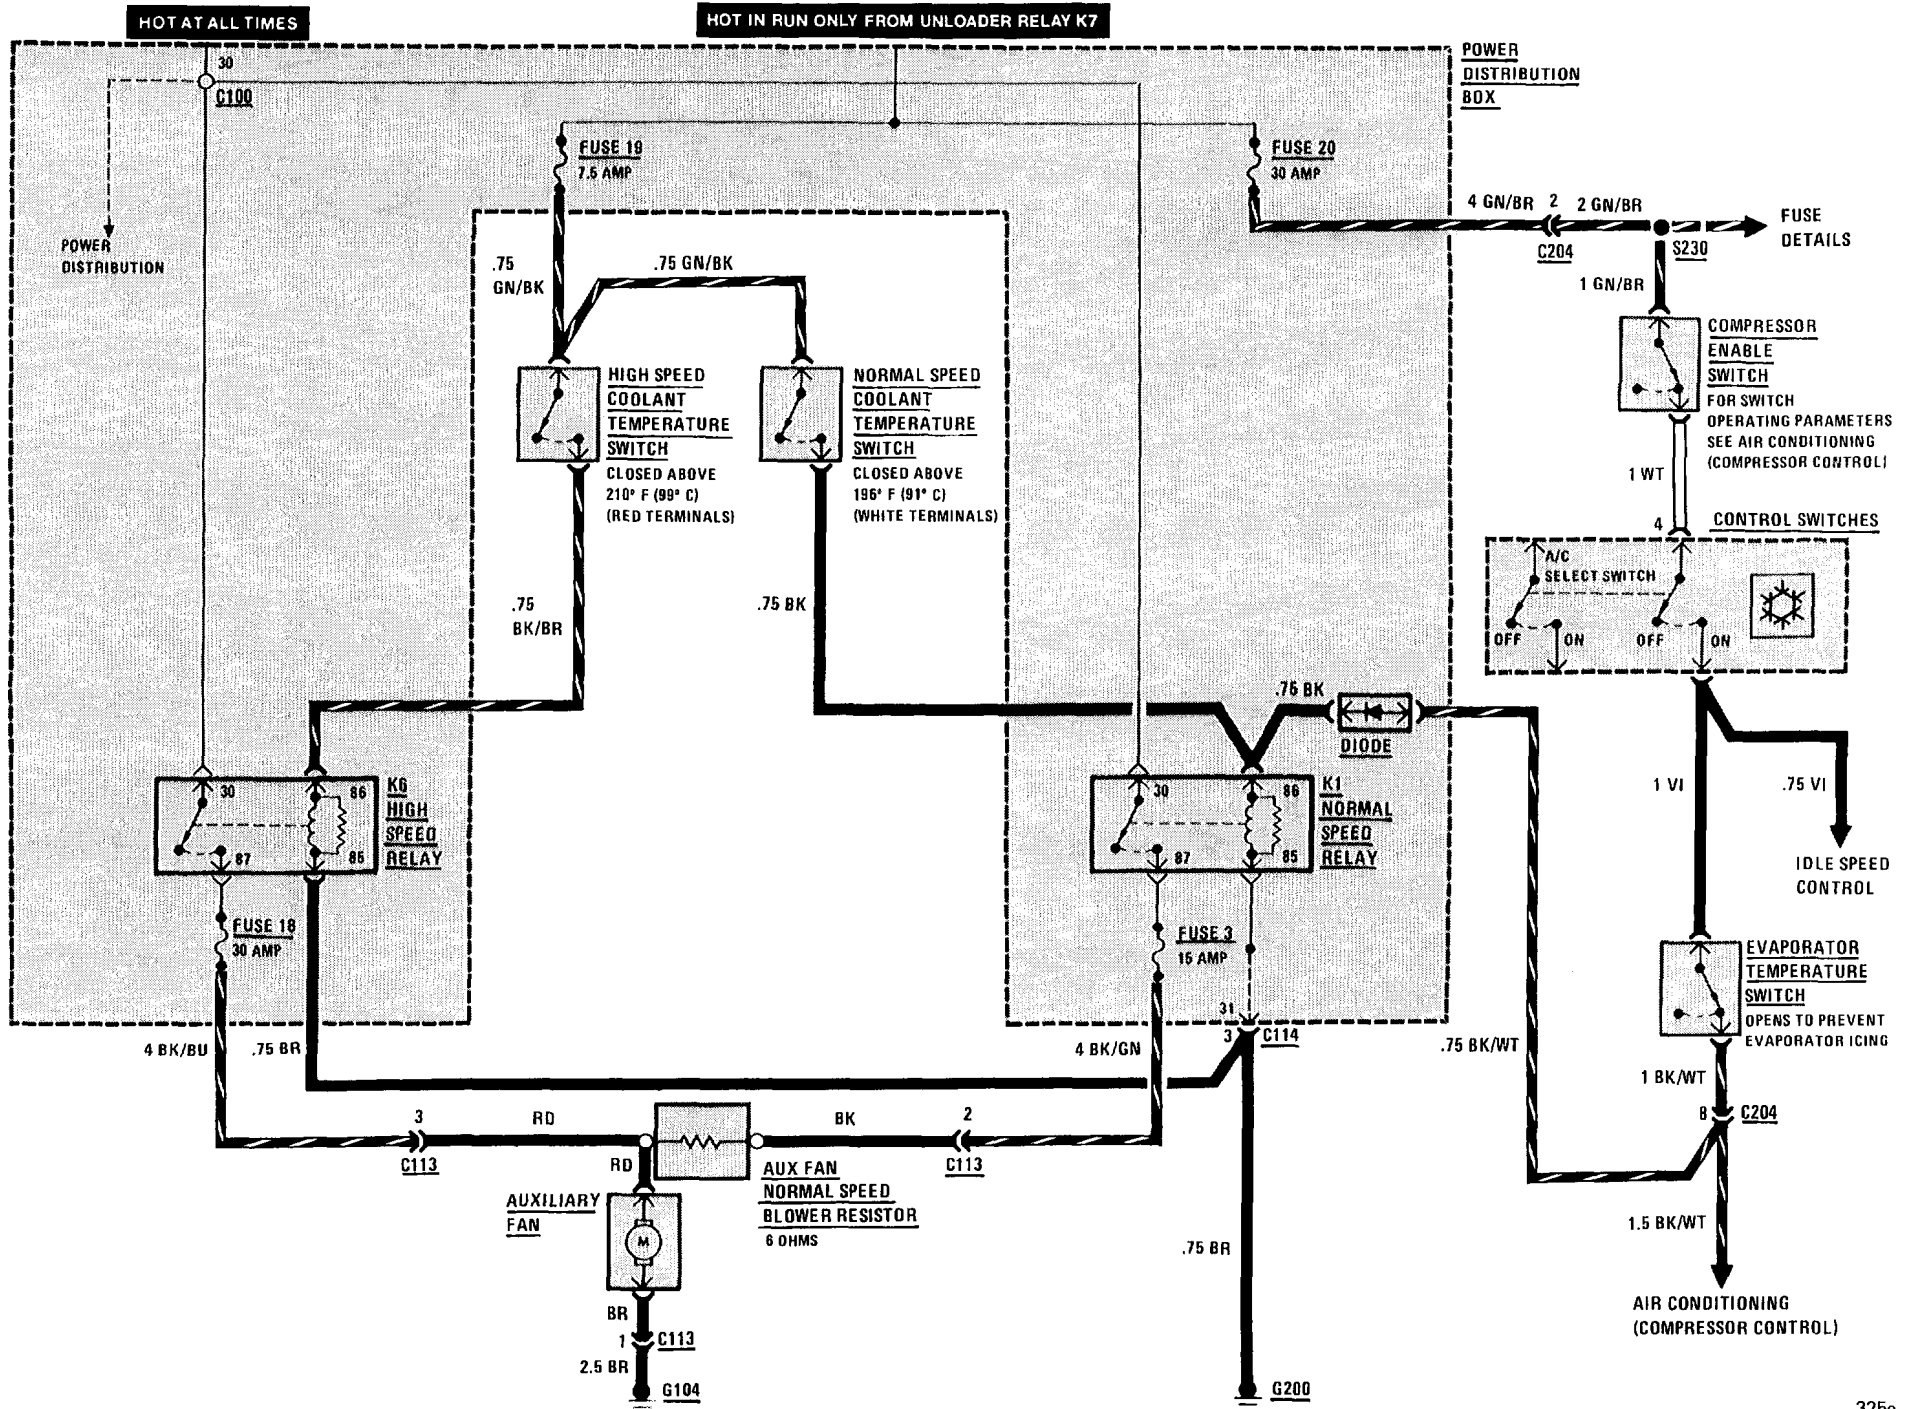 HOT AT ALL TIMES
HOT IN RUN ONLY FROM UNLOADER RELAY K7
POWER
DISTRIBUTION
BOX
30
C100
POWER
DISTRIBUTION
FUSE 19
7.5 AMP
FUSE 20
30 AMP
4 GN/BR
2
2 GN/BR
C204
S230
FUSE
DETAILS
1 GN/BR
.75
GN/BK
.75 GN/BK
HIGH SPEED
COOLANT
TEMPERATURE
SWITCH
CLOSED ABOVE
210° F (99° C)
(RED TERMINALS)
NORMAL SPEED
COOLANT
TEMPERATURE
SWITCH
CLOSED ABOVE
196° F (91° C)
(WHITE TERMINALS)
COMPRESSOR
ENABLE
SWITCH
FOR SWITCH
OPERATING PARAMETERS
SEE AIR CONDITIONING
(COMPRESSOR CONTROL)
1 WT
4
CONTROL SWITCHES
A/C
SELECT SWITCH
OFF
ON
OFF
ON
.75
BK/BR
.75 BK
.75 BK
DIODE
1 VI
.75 VI
IDLE SPEED
CONTROL
30
86
87
85
K6
HIGH
SPEED
RELAY
30
86
87
85
K1
NORMAL
SPEED
RELAY
FUSE 18
30 AMP
FUSE 3
15 AMP
31
3
C114
4 BK/BU
.75 BR
4 BK/GN
.75 BK/WT
EVAPORATOR
TEMPERATURE
SWITCH
OPENS TO PREVENT
EVAPORATOR ICING
1 BK/WT
8
C204
3
RD
C113
RD
BK
2
C113
AUX FAN
NORMAL SPEED
BLOWER RESISTOR
6 OHMS
AUXILIARY
FAN
M
BR
1
C113
2.5 BR
G104
.75 BR
G200
1.5 BK/WT
AIR CONDITIONING
(COMPRESSOR CONTROL)